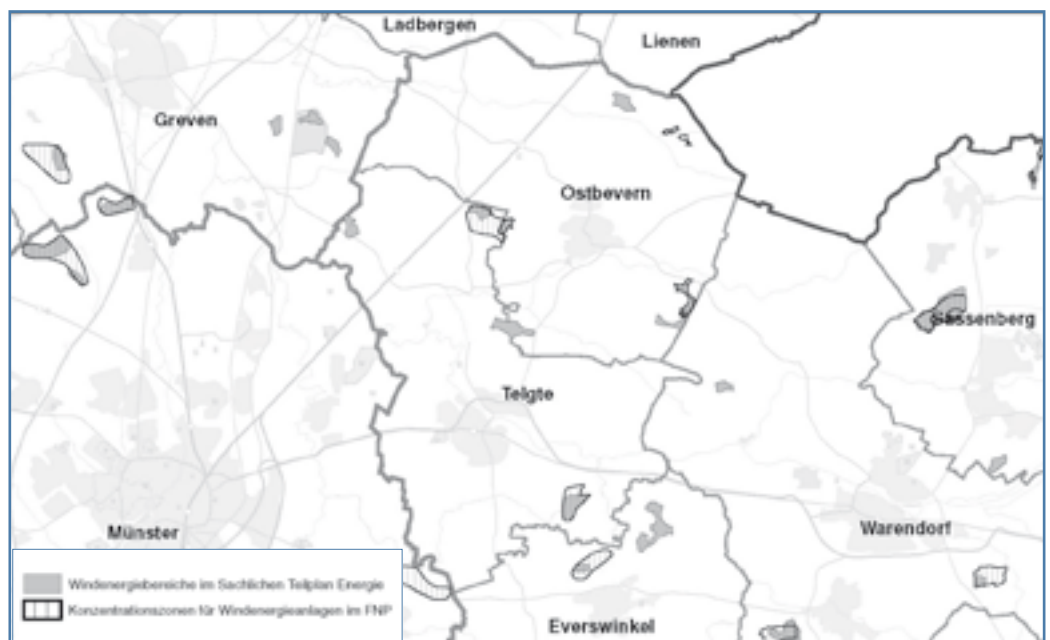 Ladbergen
Lienen
Greven
Ostbevern
Sassenberg
Telgte
Münster
Warendorf
Windenergiebereiche im Sachlichen Teilplan Energie
Konzentrationszonen für Windenergieanlagen im FNP
Everswinkel